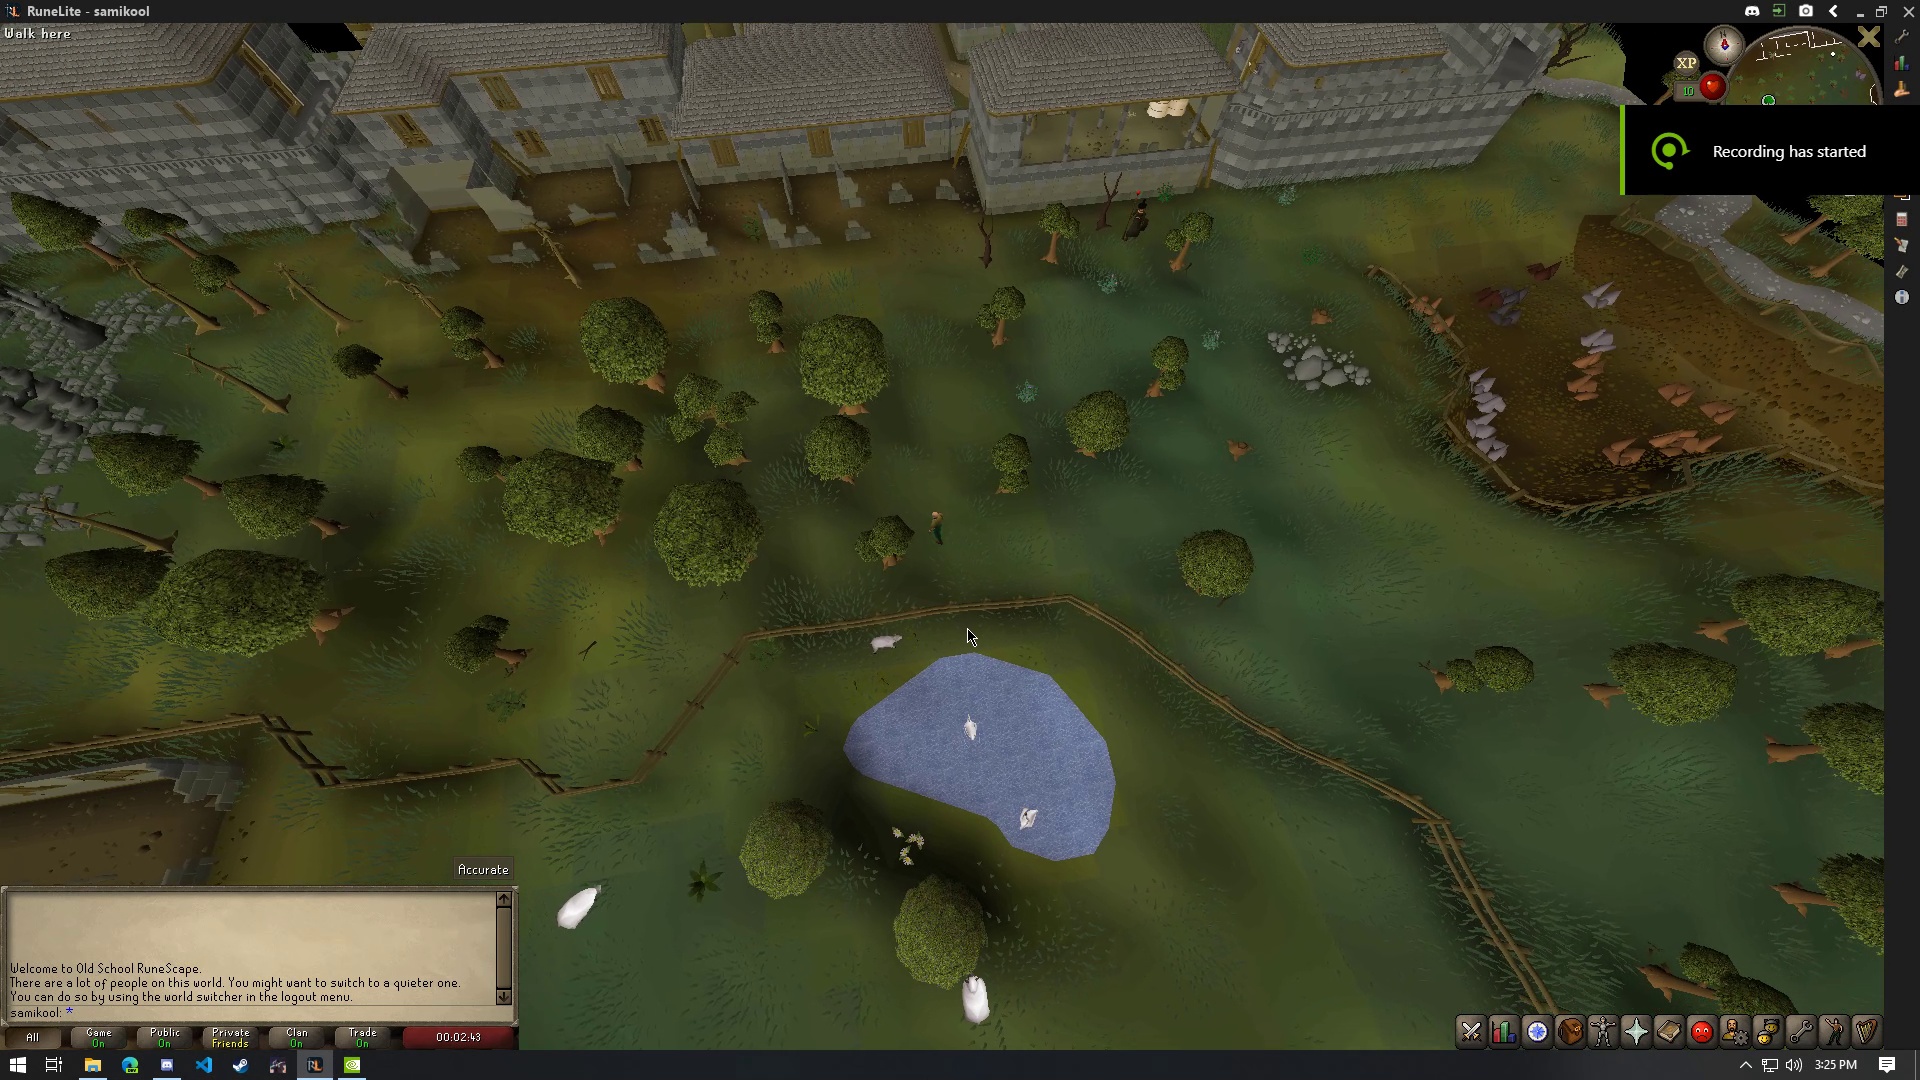 RuneLite - samikool
Walk here
XP
10
Recording has started
Accurate
Welcome to Old School RuneScape.
There are a lot of people on this world. You might want to switch to a quieter one.
You can do so by using the world switcher in the logout menu.
samikool: *
All
Game
On
Public
On
Private
Friends
Clan
On
Trade
On
00:02:43
3:25 PM